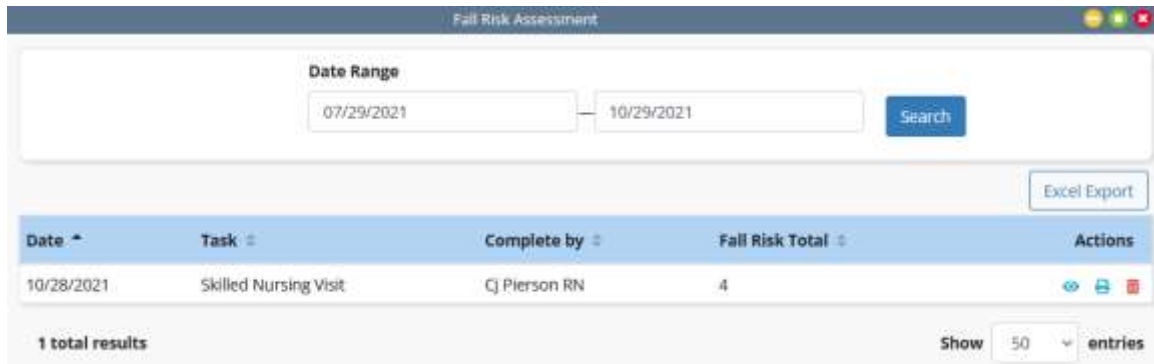 Fall Risk Assessment
Date Range
07/29/2021 — 10/29/2021 Search
Excel Export
Date Task Complete by Fall Risk Total Actions
10/28/2021 Skilled Nursing Visit Cj Pierson RN 4
1 total results Show 50 entries